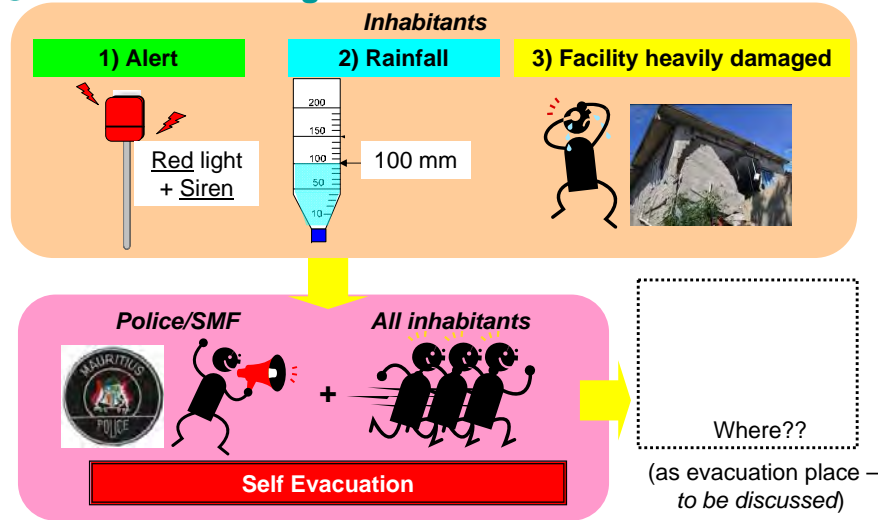 Inhabitants
1) Alert
2) Rainfall
3) Facility heavily damaged
Red light
+ Siren
200
150
100
50
10
100 mm
Police/SMF
All inhabitants
MAURITIUS
POLICE
+
Self Evacuation
Where??
(as evacuation place –
to be discussed)